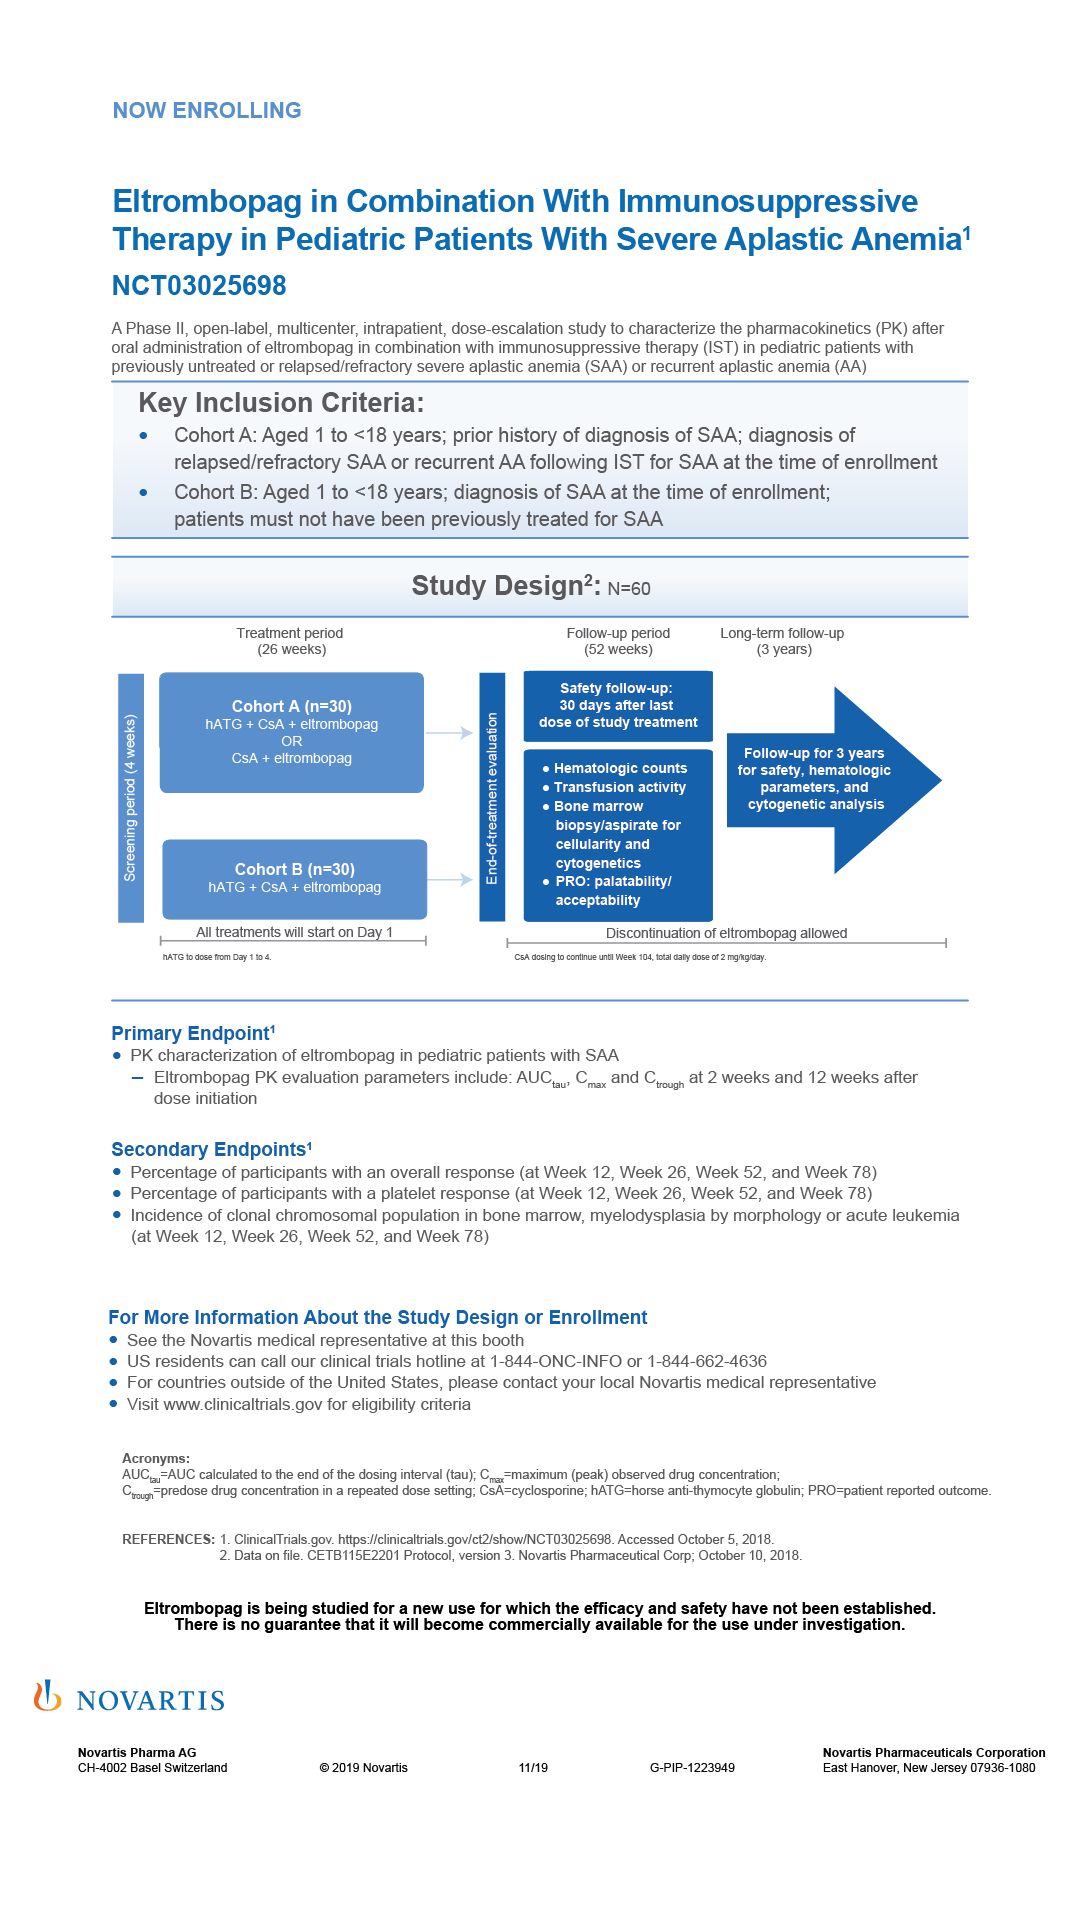 NOW ENROLLING
Eltrombopag in Combination With Immunosuppressive
Therapy in Pediatric Patients With Severe Aplastic Anemia1
NCT03025698
A Phase II, open-label, multicenter, intrapatient, dose-escalation study to characterize the pharmacokinetics (PK) after
oral administration of eltrombopag in combination with immunosuppressive therapy (IST) in pediatric patients with
previously untreated or relapsed/refractory severe aplastic anemia (SAA) or recurrent aplastic anemia (AA)
Key Inclusion Criteria:
● Cohort A: Aged 1 to <18 years; prior history of diagnosis of SAA; diagnosis of
relapsed/refractory SAA or recurrent AA following IST for SAA at the time of enrollment
● Cohort B: Aged 1 to <18 years; diagnosis of SAA at the time of enrollment;
patients must not have been previously treated for SAA
Study Design2: N=60
Treatment period
(26 weeks)
Follow-up period
(52 weeks)
Long-term follow-up
(3 years)
Screening period (4 weeks)
Cohort A (n=30)
hATG + CsA + eltrombopag
OR
CsA + eltrombopag
Cohort B (n=30)
hATG + CsA + eltrombopag
End-of-treatment evaluation
Safety follow-up:
30 days after last
dose of study treatment
● Hematologic counts
● Transfusion activity
● Bone marrow
biopsy/aspirate for
cellularity and
cytogenetics
● PRO: palatability/
acceptability
Follow-up for 3 years
for safety, hematologic
parameters, and
cytogenetic analysis
All treatments will start on Day 1
Discontinuation of eltrombopag allowed
hATG to dose from Day 1 to 4.
CsA dosing to continue until Week 104, total daily dose of 2 mg/kg/day.
Primary Endpoint1
● PK characterization of eltrombopag in pediatric patients with SAA
– Eltrombopag PK evaluation parameters include: AUCtau, Cmax and Ctrough at 2 weeks and 12 weeks after
dose initiation
Secondary Endpoints1
● Percentage of participants with an overall response (at Week 12, Week 26, Week 52, and Week 78)
● Percentage of participants with a platelet response (at Week 12, Week 26, Week 52, and Week 78)
● Incidence of clonal chromosomal population in bone marrow, myelodysplasia by morphology or acute leukemia
(at Week 12, Week 26, Week 52, and Week 78)
For More Information About the Study Design or Enrollment
● See the Novartis medical representative at this booth
● US residents can call our clinical trials hotline at 1-844-ONC-INFO or 1-844-662-4636
● For countries outside of the United States, please contact your local Novartis medical representative
● Visit www.clinicaltrials.gov for eligibility criteria
Acronyms:
AUCtau=AUC calculated to the end of the dosing interval (tau); Cmax=maximum (peak) observed drug concentration;
Ctrough=predose drug concentration in a repeated dose setting; CsA=cyclosporine; hATG=horse anti-thymocyte globulin; PRO=patient reported outcome.
REFERENCES: 1. ClinicalTrials.gov. https://clinicaltrials.gov/ct2/show/NCT03025698. Accessed October 5, 2018.
2. Data on file. CETB115E2201 Protocol, version 3. Novartis Pharmaceutical Corp; October 10, 2018.
Eltrombopag is being studied for a new use for which the efficacy and safety have not been established.
There is no guarantee that it will become commercially available for the use under investigation.
NOVARTIS
Novartis Pharma AG
CH-4002 Basel Switzerland
© 2019 Novartis
11/19
G-PIP-1223949
Novartis Pharmaceuticals Corporation
East Hanover, New Jersey 07936-1080